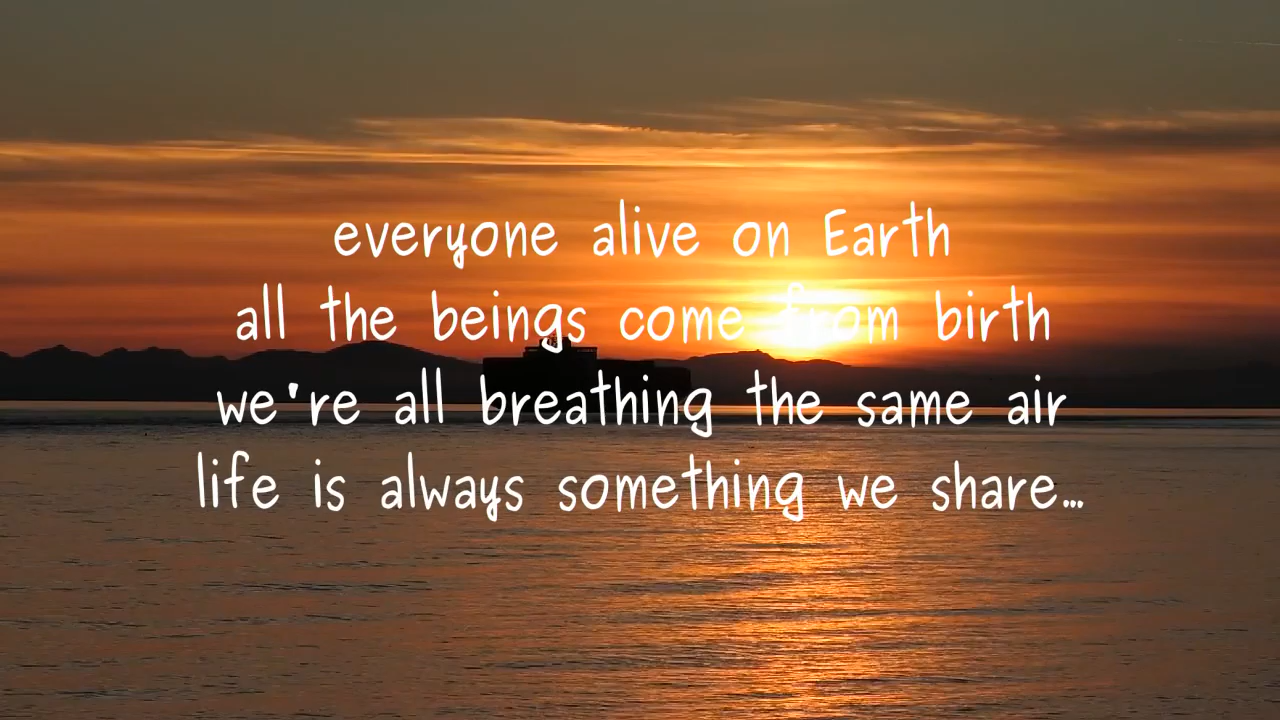 everyone alive on Earth
all the beings come from birth
we're all breathing the same air
life is always something we share...